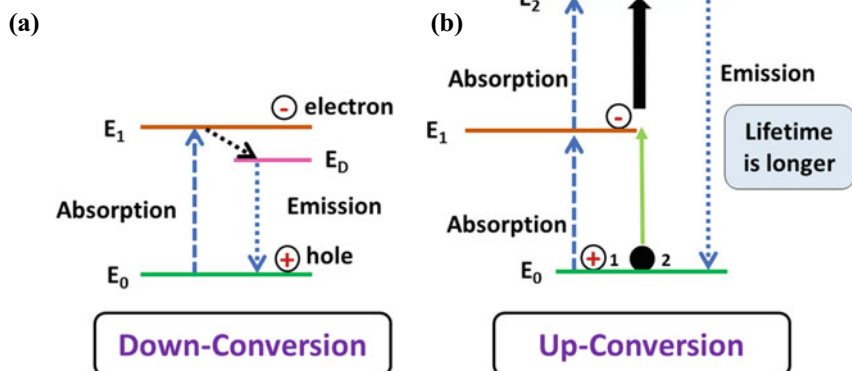 (a)
− electron
E₁
E_D
Absorption
Emission
+ hole
E₀
Down-Conversion
(b)
E₂
Absorption
Emission
−
E₁
Lifetime
is longer
Absorption
+ 1 2
E₀
Up-Conversion